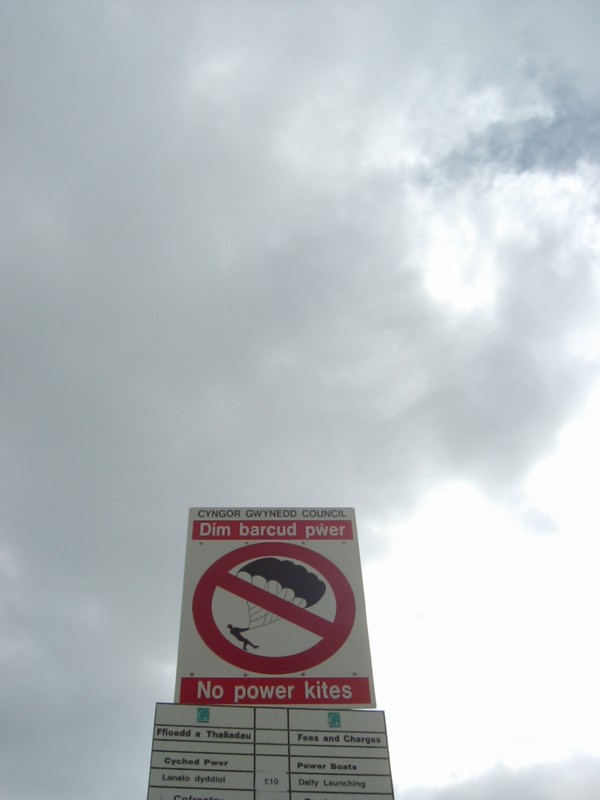 CYNGOR GWYNEDD COUNCIL
Dim barcud pŵer
No power kites
Ffioedd a Thaliadau
Fees and Charges
Cychod Pwer
Power Boats
Lansio dyddiol £10 Daily Launching